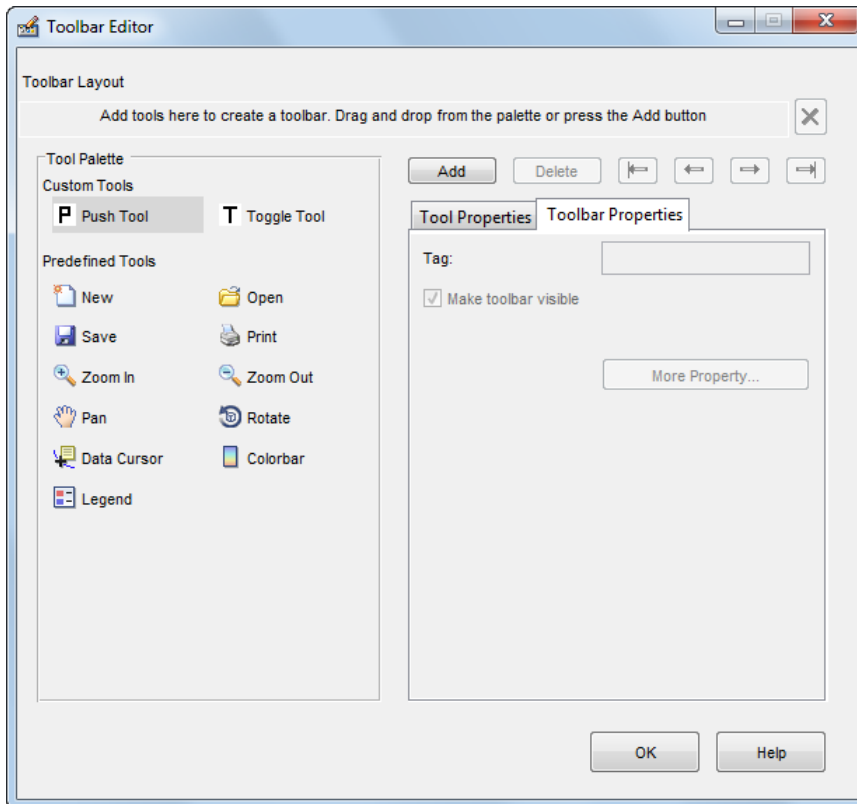 Toolbar Editor
Toolbar Layout
Add tools here to create a toolbar. Drag and drop from the palette or press the Add button
Tool Palette
Custom Tools
P Push Tool
T Toggle Tool
Predefined Tools
New
Open
Save
Print
Zoom In
Zoom Out
Pan
Rotate
Data Cursor
Colorbar
Legend
Add
Delete
Tool Properties
Toolbar Properties
Tag:
Make toolbar visible
More Property...
OK
Help